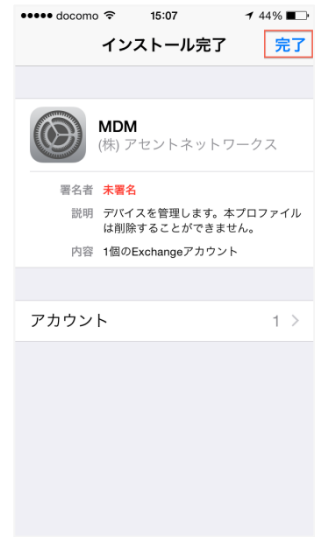 docomo 15:07 44%
インストール完了 完了
MDM
(株) アセントネットワークス
署名者 未署名
説明 デバイスを管理します。本プロファイル
は削除することができません。
内容 1個のExchangeアカウント
アカウント 1